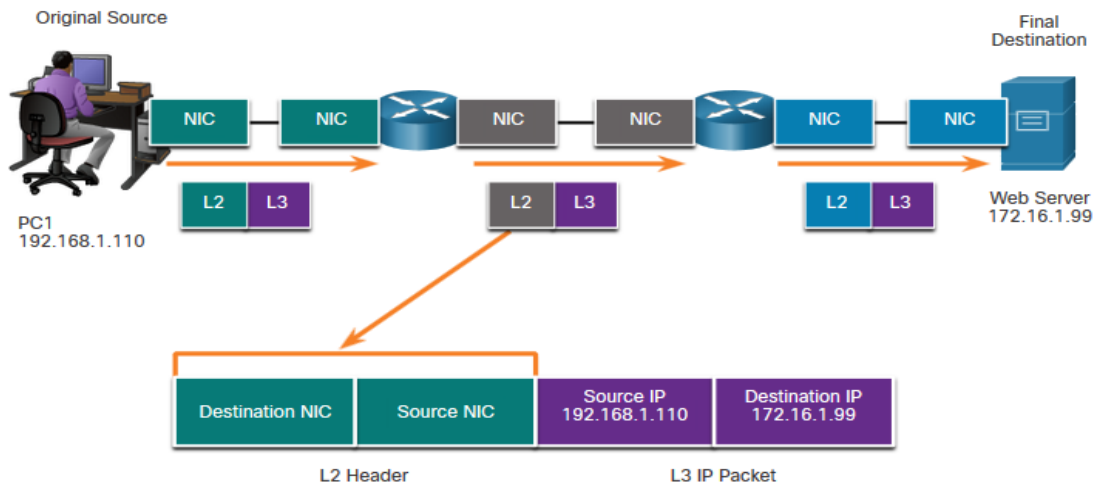 Original Source
Final
Destination
NIC
NIC
NIC
NIC
NIC
NIC
L2
L3
L2
L3
L2
L3
PC1
192.168.1.110
Web Server
172.16.1.99
Destination NIC
Source NIC
Source IP
192.168.1.110
Destination IP
172.16.1.99
L2 Header
L3 IP Packet